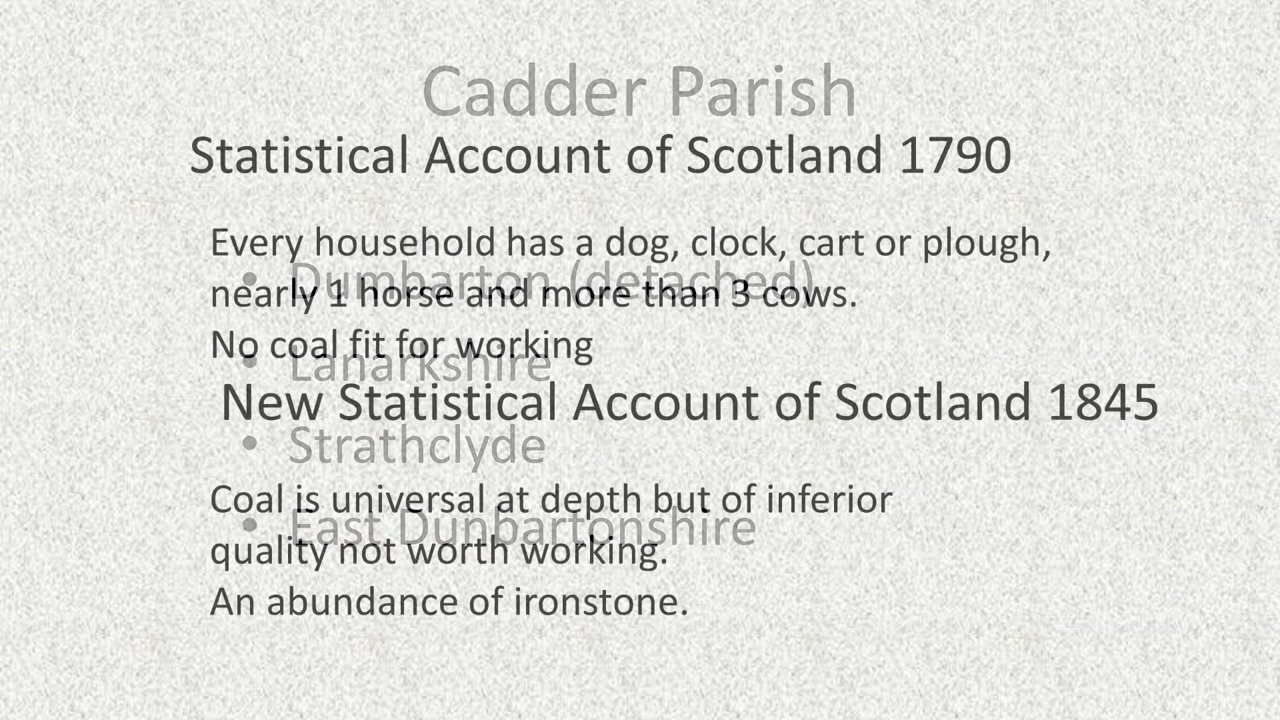 Cadder Parish
Statistical Account of Scotland 1790
Every household has a dog, clock, cart or plough,
• Dumbarton (detached)
nearly 1 horse and more than 3 cows.
No coal fit for working
• Lanarkshire
New Statistical Account of Scotland 1845
• Strathclyde
Coal is universal at depth but of inferior
• East Dunbartonshire
quality not worth working.
An abundance of ironstone.